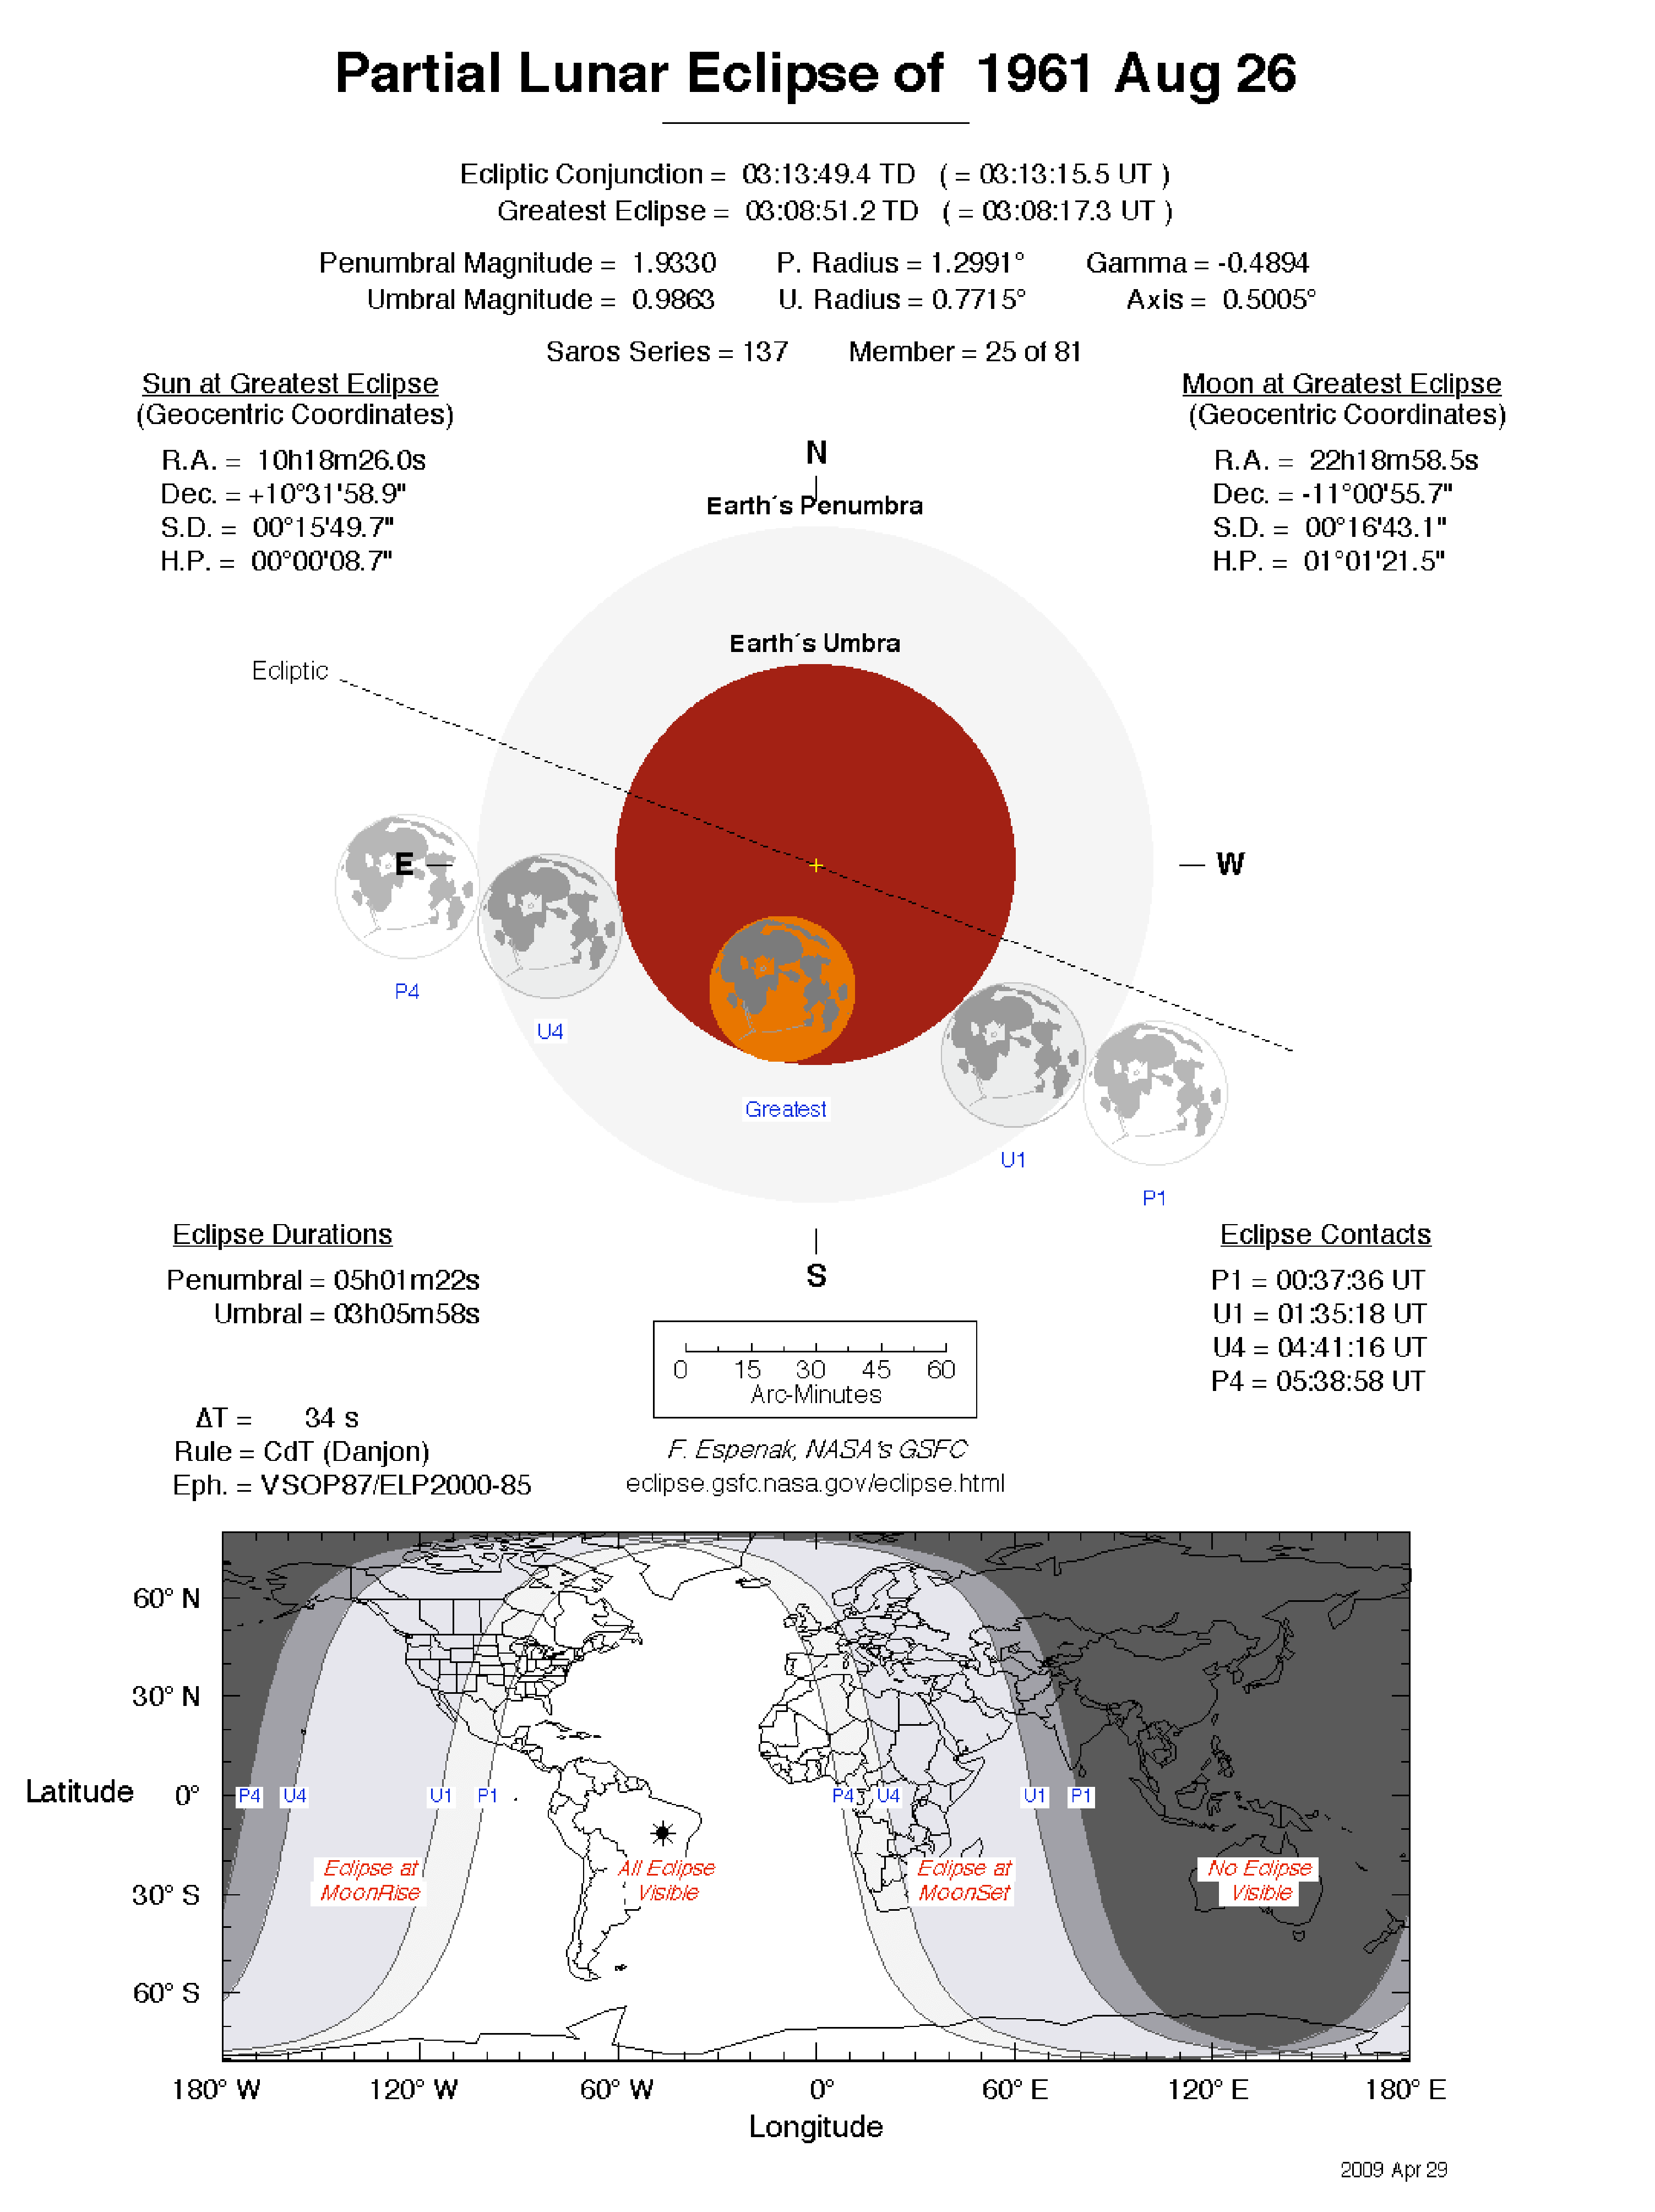 Partial Lunar Eclipse of 1961 Aug 26
Ecliptic Conjunction = 03:13:49.4 TD ( = 03:13:15.5 UT )
Greatest Eclipse = 03:08:51.2 TD ( = 03:08:17.3 UT )
Penumbral Magnitude = 1.9330 P. Radius = 1.2991° Gamma = -0.4894
Umbral Magnitude = 0.9863 U. Radius = 0.7715° Axis = 0.5005°
Saros Series = 137 Member = 25 of 81
Sun at Greatest Eclipse
(Geocentric Coordinates)
R.A. = 10h18m26.0s
Dec. = +10°31'58.9"
S.D. = 00°15'49.7"
H.P. = 00°00'08.7"
Moon at Greatest Eclipse
(Geocentric Coordinates)
R.A. = 22h18m58.5s
Dec. = -11°00'55.7"
S.D. = 00°16'43.1"
H.P. = 01°01'21.5"
N
Earth´s Penumbra
Earth´s Umbra
Ecliptic
E
W
P4
U4
Greatest
U1
P1
S
Eclipse Durations
Penumbral = 05h01m22s
Umbral = 03h05m58s
Eclipse Contacts
P1 = 00:37:36 UT
U1 = 01:35:18 UT
U4 = 04:41:16 UT
P4 = 05:38:58 UT
0 15 30 45 60
Arc-Minutes
ΔT = 34 s
Rule = CdT (Danjon)
Eph. = VSOP87/ELP2000-85
F. Espenak, NASA's GSFC
eclipse.gsfc.nasa.gov/eclipse.html
60° N
30° N
Latitude 0°
30° S
60° S
P4 U4 U1 P1 P4 U4 U1 P1
Eclipse at
MoonRise
All Eclipse
Visible
Eclipse at
MoonSet
No Eclipse
Visible
180° W 120° W 60° W 0° 60° E 120° E 180° E
Longitude
2009 Apr 29